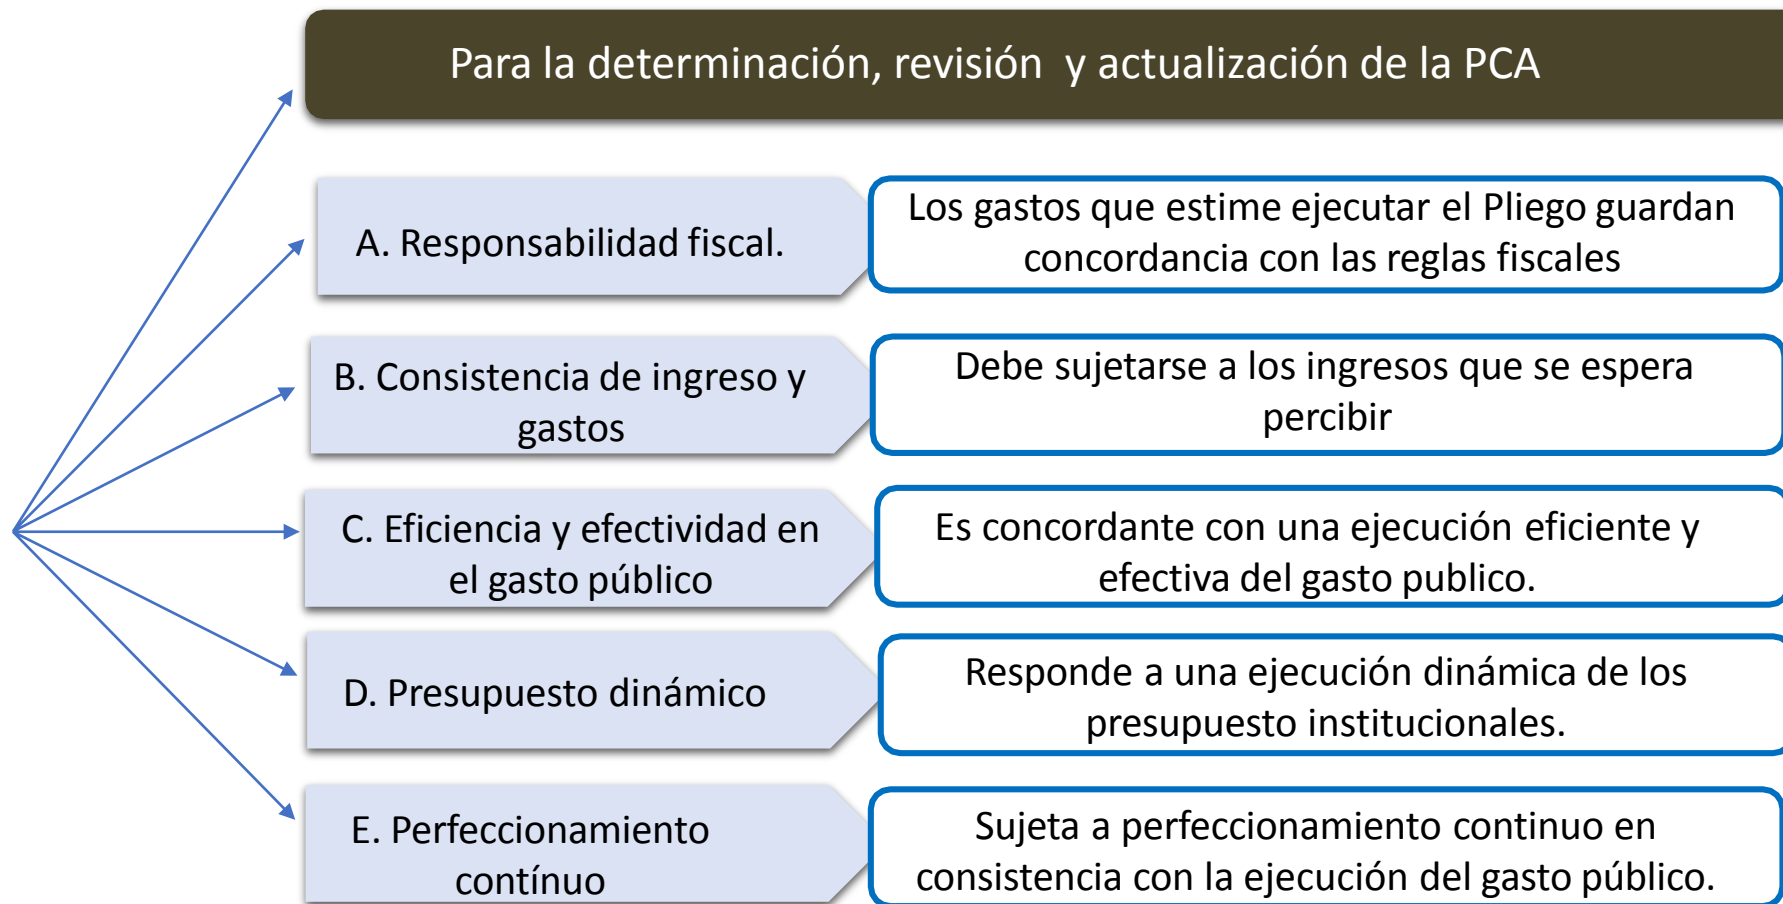 Para la determinación, revisión  y actualización de la PCA
A. Responsabilidad fiscal.
Los gastos que estime ejecutar el Pliego guardan
concordancia con las reglas fiscales
B. Consistencia de ingreso y
gastos
Debe sujetarse a los ingresos que se espera
percibir
C. Eficiencia y efectividad en
el gasto público
Es concordante con una ejecución eficiente y
efectiva del gasto publico.
D. Presupuesto dinámico
Responde a una ejecución dinámica de los
presupuesto institucionales.
E. Perfeccionamiento
contínuo
Sujeta a perfeccionamiento continuo en
consistencia con la ejecución del gasto público.